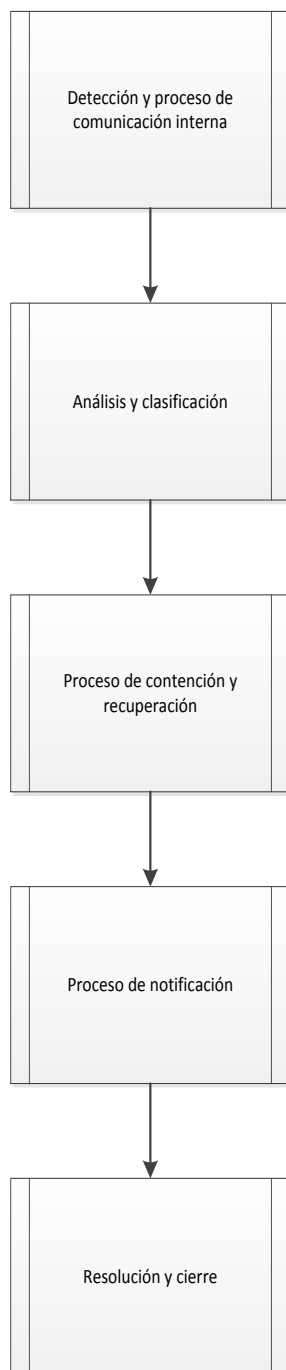 Detección y proceso de
comunicación interna
Análisis y clasificación
Proceso de contención y
recuperación
Proceso de notificación
Resolución y cierre